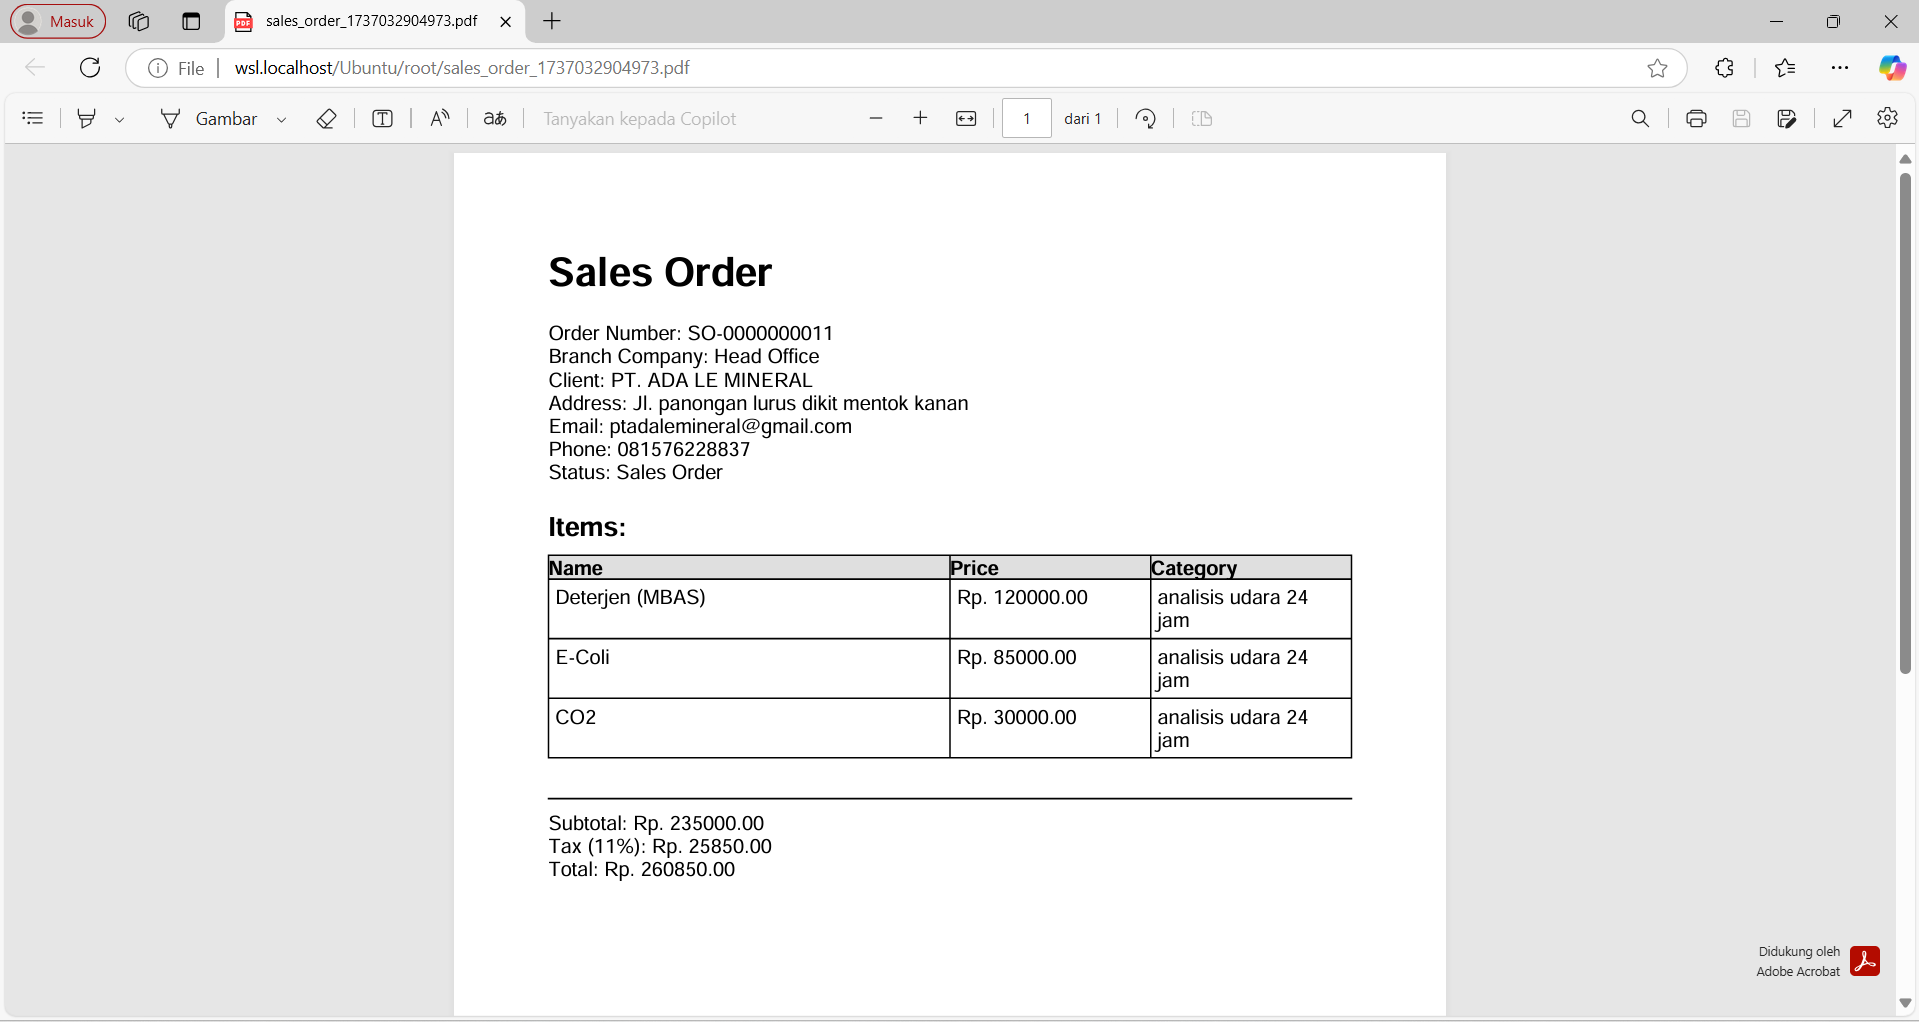 Masuk
sales_order_1737032904973.pdf
File
wsl.localhost/Ubuntu/root/sales_order_1737032904973.pdf
Gambar
T
A
aあ
Tanyakan kepada Copilot
1
dari 1
Sales Order
Order Number: SO-0000000011
Branch Company: Head Office
Client: PT. ADA LE MINERAL
Address: Jl. panongan lurus dikit mentok kanan
Email: ptadalemineral@gmail.com
Phone: 081576228837
Status: Sales Order
Items:
Name Price Category
Deterjen (MBAS) Rp. 120000.00 analisis udara 24
jam
E-Coli Rp. 85000.00 analisis udara 24
jam
CO2 Rp. 30000.00 analisis udara 24
jam
Subtotal: Rp. 235000.00
Tax (11%): Rp. 25850.00
Total: Rp. 260850.00
Didukung oleh
Adobe Acrobat